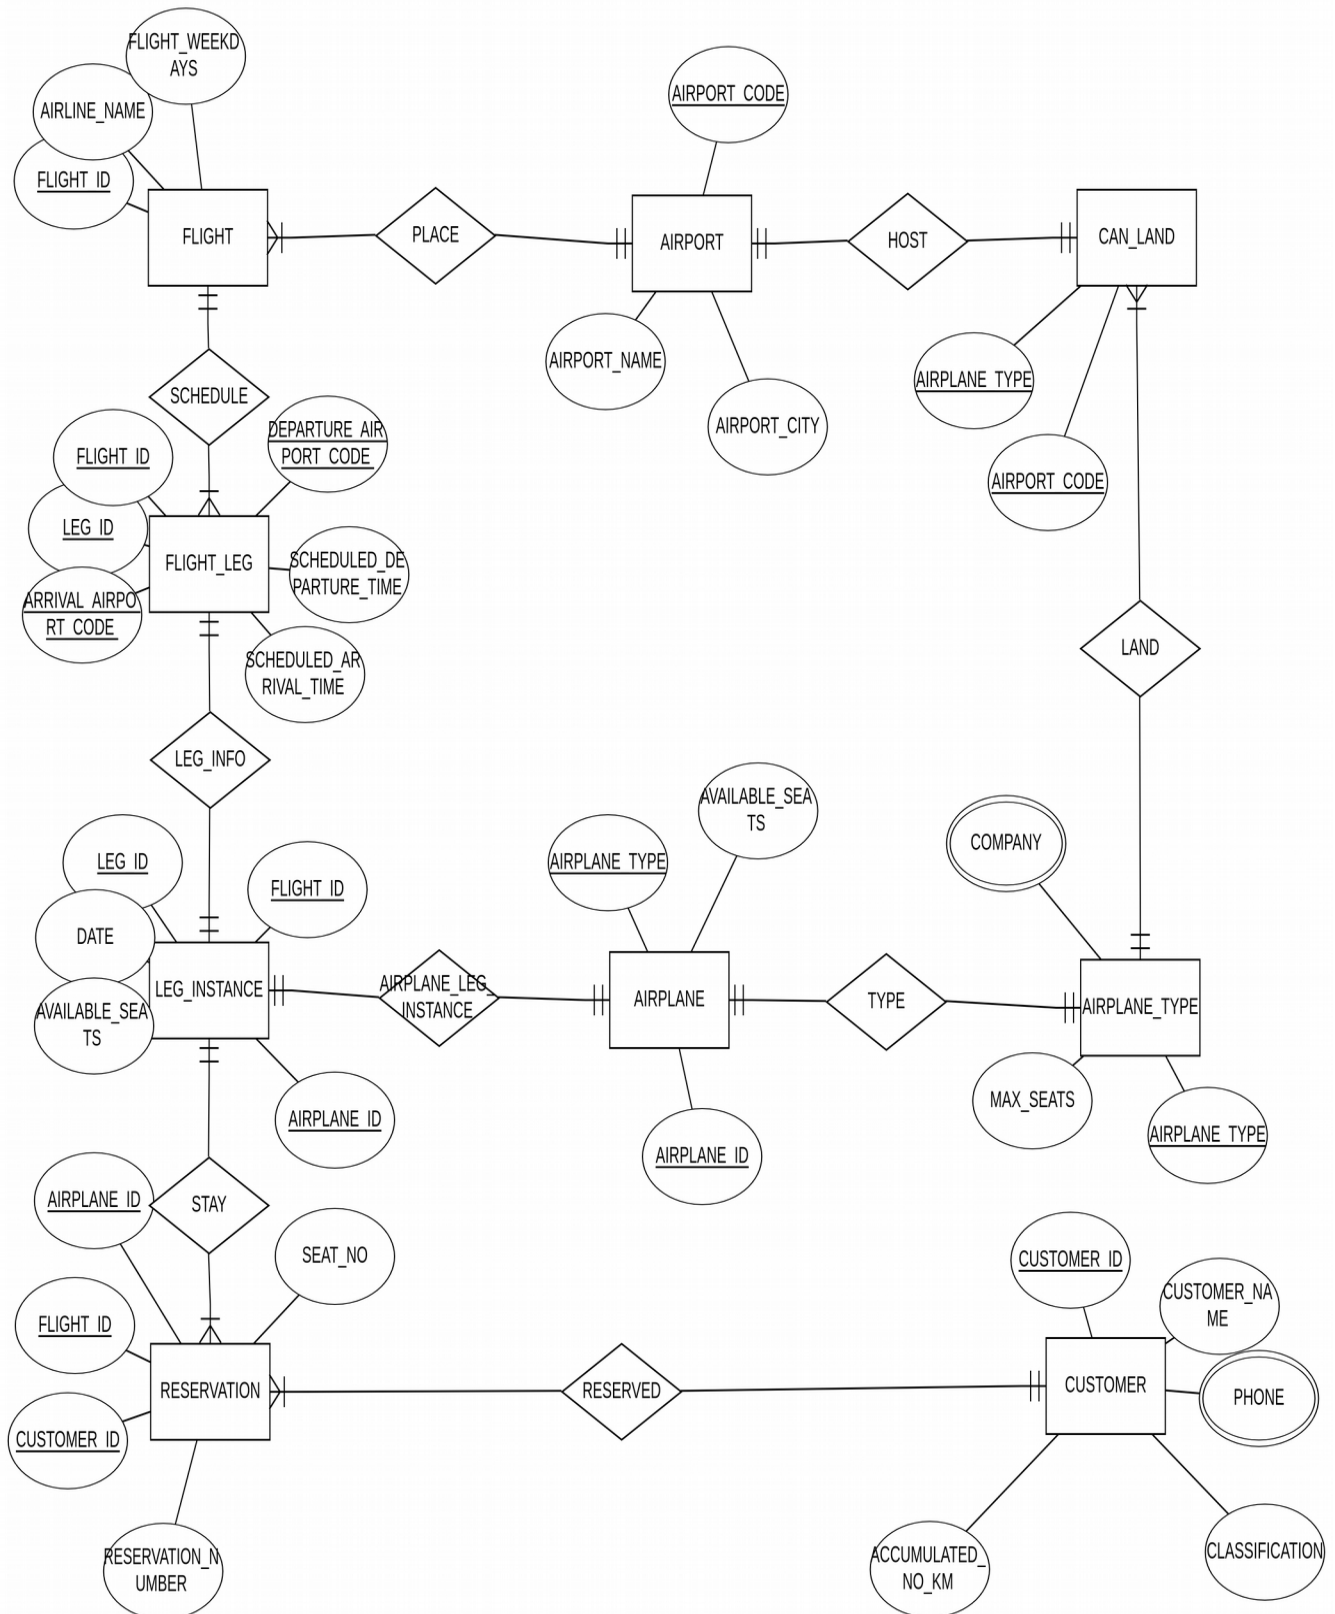 FLIGHT_WEEKD
AYS
AIRLINE_NAME
FLIGHT_ID
AIRPORT_CODE
FLIGHT
PLACE
AIRPORT
HOST
CAN_LAND
AIRPORT_NAME
AIRPORT_CITY
AIRPLANE_TYPE
AIRPORT_CODE
SCHEDULE
FLIGHT_ID
DEPARTURE_AIR
PORT_CODE
LEG_ID
FLIGHT_LEG
SCHEDULED_DE
PARTURE_TIME
ARRIVAL_AIRPO
RT_CODE
SCHEDULED_AR
RIVAL_TIME
LAND
LEG_INFO
LEG_ID
FLIGHT_ID
AIRPLANE_TYPE
AVAILABLE_SEA
TS
COMPANY
DATE
LEG_INSTANCE
AIRPLANE_LEG_
INSTANCE
AIRPLANE
TYPE
AIRPLANE_TYPE
AVAILABLE_SEA
TS
MAX_SEATS
AIRPLANE_TYPE
AIRPLANE_ID
AIRPLANE_ID
AIRPLANE_ID
STAY
SEAT_NO
CUSTOMER_ID
CUSTOMER_NA
ME
FLIGHT_ID
RESERVATION
RESERVED
CUSTOMER
PHONE
CUSTOMER_ID
RESERVATION_N
UMBER
ACCUMULATED_
NO_KM
CLASSIFICATION